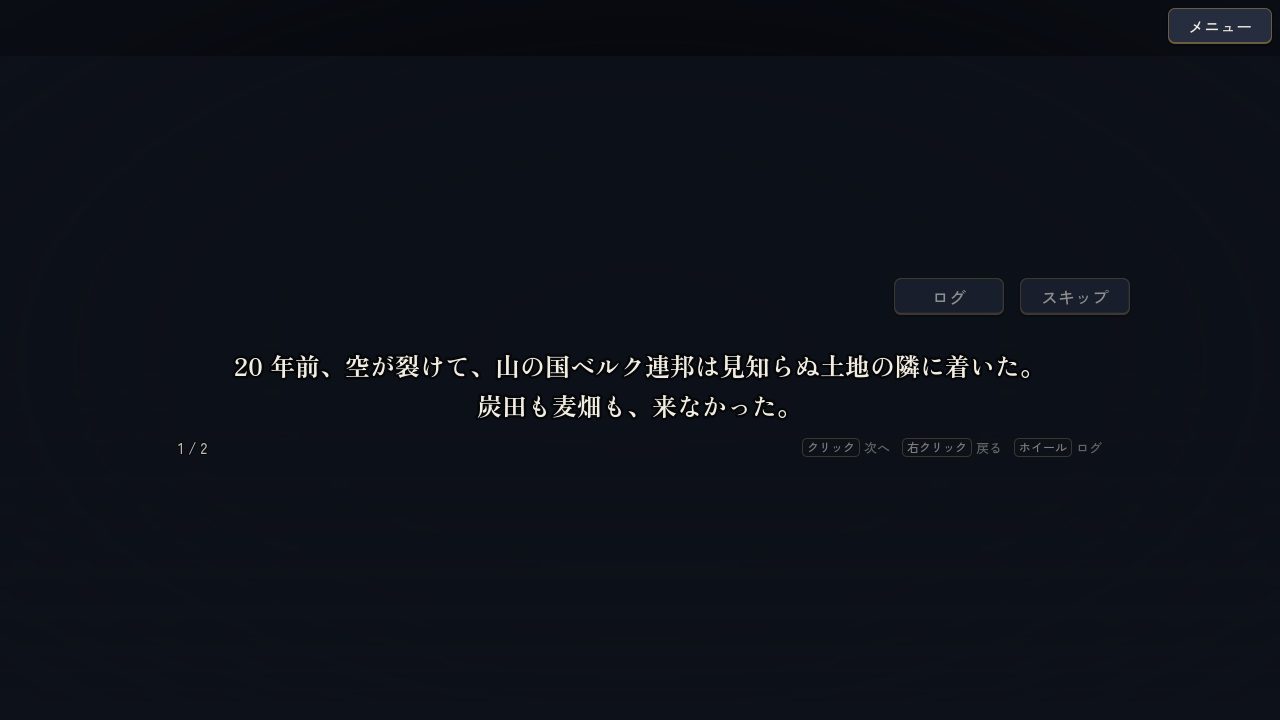 メニュー
ログ スキップ
20 年前、空が裂けて、山の国ベルク連邦は見知らぬ土地の隣に着いた。
炭田も麦畑も、来なかった。
1 / 2 クリック 次へ 右クリック 戻る ホイール ログ